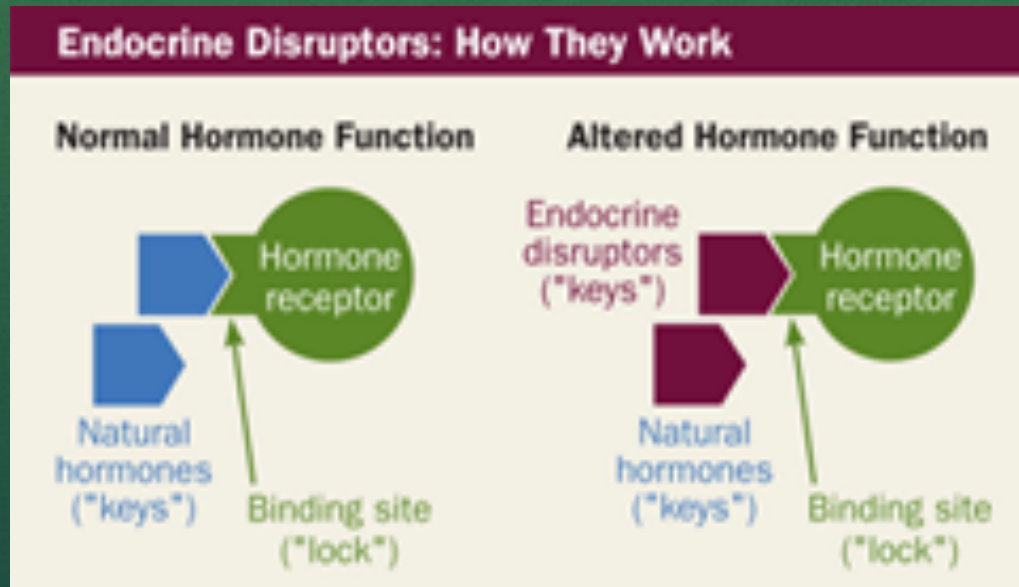 Endocrine Disruptors: How They Work
Normal Hormone Function
Hormone
receptor
Natural
hormones
("keys")
Binding site
("lock")
Altered Hormone Function
Endocrine
disruptors
("keys")
Hormone
receptor
Natural
hormones
("keys")
Binding site
("lock")